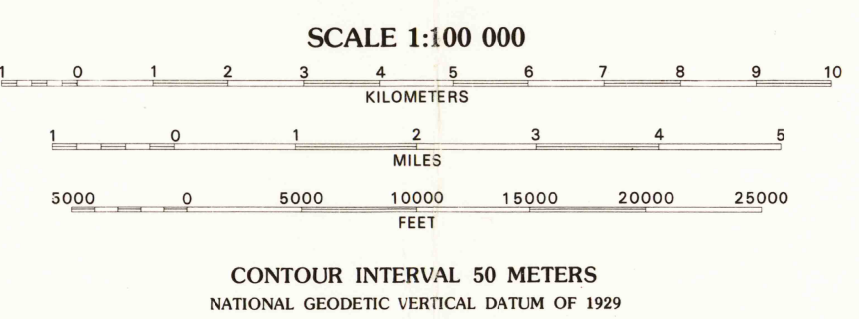 SCALE 1:100 000
1 0 1 2 3 4 5 6 7 8 9 10
KILOMETERS
1 0 1 2 3 4 5
MILES
5000 0 5000 10000 15000 20000 25000
FEET
CONTOUR INTERVAL 50 METERS
NATIONAL GEODETIC VERTICAL DATUM OF 1929